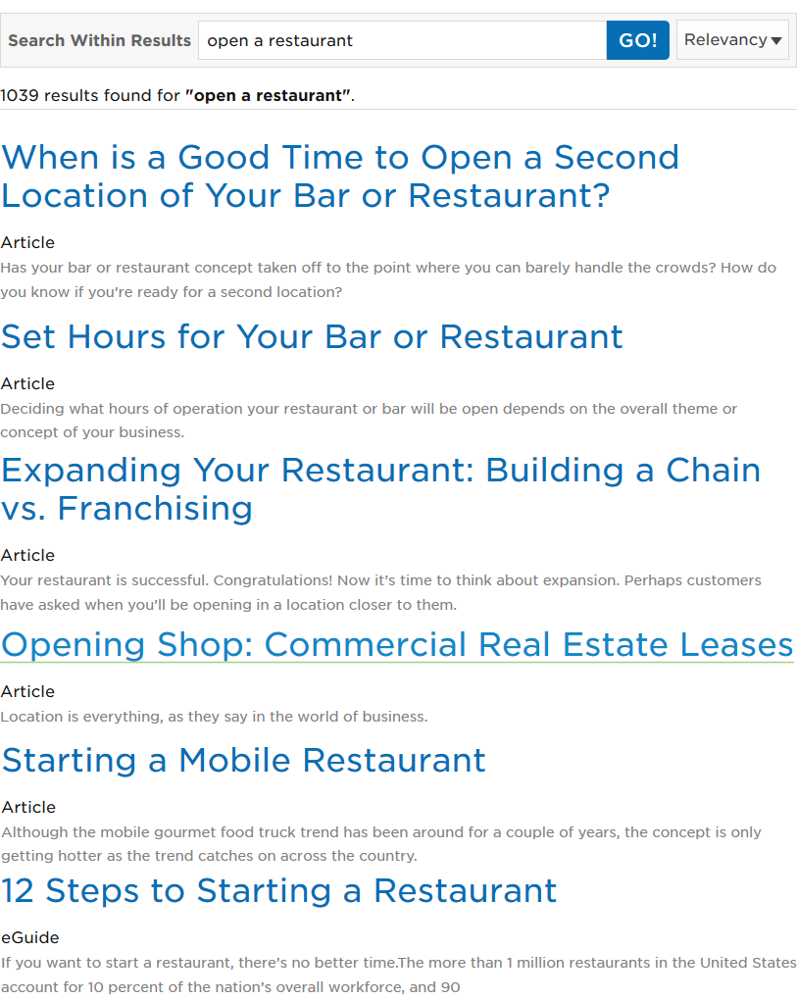 Search Within Results open a restaurant GO! Relevancy
1039 results found for "open a restaurant".
When is a Good Time to Open a Second
Location of Your Bar or Restaurant?
Article
Has your bar or restaurant concept taken off to the point where you can barely handle the crowds? How do
you know if you’re ready for a second location?
Set Hours for Your Bar or Restaurant
Article
Deciding what hours of operation your restaurant or bar will be open depends on the overall theme or
concept of your business.
Expanding Your Restaurant: Building a Chain
vs. Franchising
Article
Your restaurant is successful. Congratulations! Now it’s time to think about expansion. Perhaps customers
have asked when you’ll be opening in a location closer to them.
Opening Shop: Commercial Real Estate Leases
Article
Location is everything, as they say in the world of business.
Starting a Mobile Restaurant
Article
Although the mobile gourmet food truck trend has been around for a couple of years, the concept is only
getting hotter as the trend catches on across the country.
12 Steps to Starting a Restaurant
eGuide
If you want to start a restaurant, there’s no better time.The more than 1 million restaurants in the United States
account for 10 percent of the nation’s overall workforce, and 90